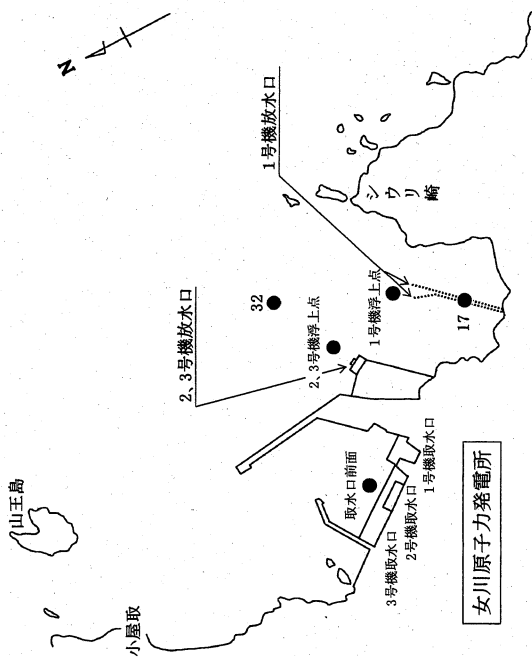 N
山王島
小屋取
2、3号機放水口
1号機放水口
32
シウリ崎
2、3号機浮上点
1号機浮上点
17
取水口前面
3号機取水口
2号機取水口
1号機取水口
女川原子力発電所